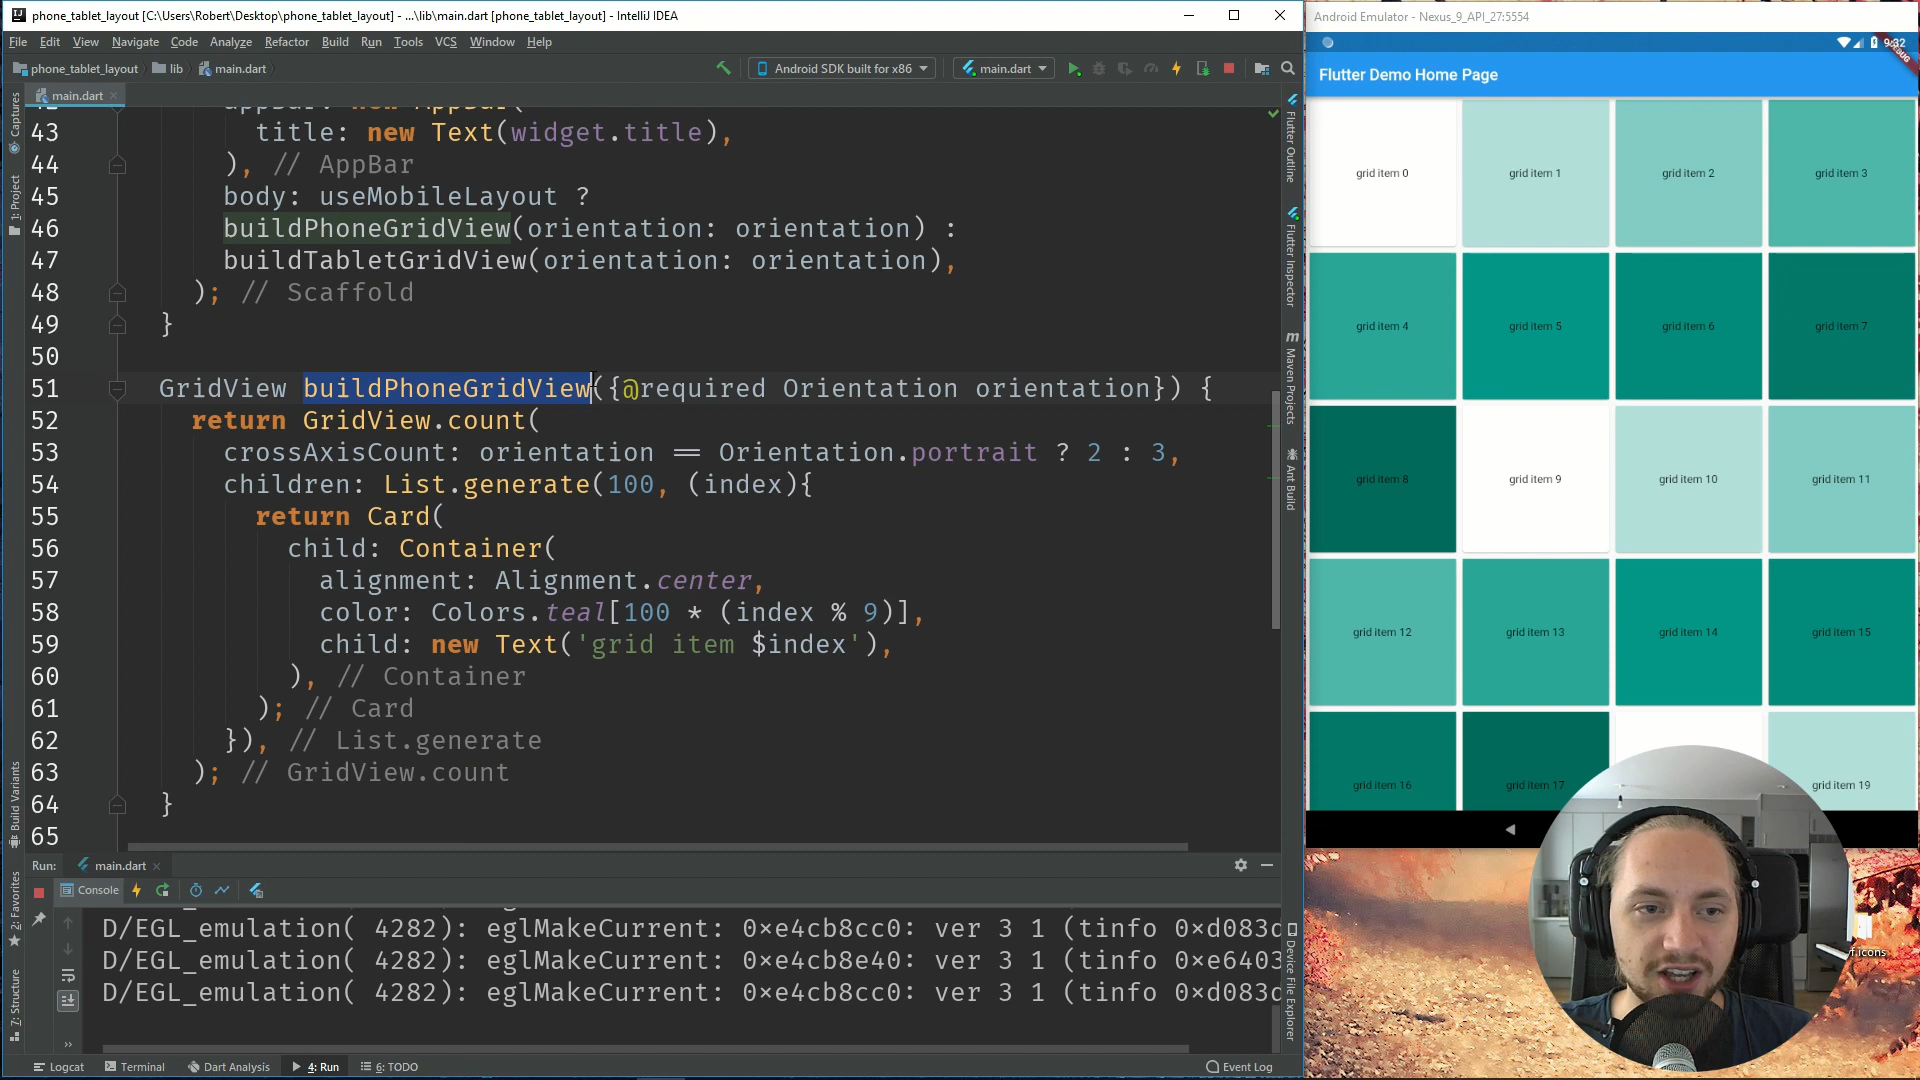 phone_tablet_layout [C:\Users\Robert\Desktop\phone_tablet_layout] - ...\lib\main.dart [phone_tablet_layout] - IntelliJ IDEA
File Edit View Navigate Code Analyze Refactor Build Run Tools VCS Window Help
phone_tablet_layout lib main.dart
Android SDK built for x86 main.dart
main.dart
43 title: new Text(widget.title),
44 ), // AppBar
45 body: useMobileLayout ?
46 buildPhoneGridView(orientation: orientation) :
47 buildTabletGridView(orientation: orientation),
48 ); // Scaffold
49 }
50
51 GridView buildPhoneGridView({@required Orientation orientation}) {
52 return GridView.count(
53 crossAxisCount: orientation == Orientation.portrait ? 2 : 3,
54 children: List.generate(100, (index){
55 return Card(
56 child: Container(
57 alignment: Alignment.center,
58 color: Colors.teal[100 * (index % 9)],
59 child: new Text('grid item $index'),
60 ), // Container
61 ); // Card
62 }), // List.generate
63 ); // GridView.count
64 }
65
Captures
1: Project
Build Variants
2: Favorites
7: Structure
Flutter Outline
Flutter Inspector
Maven Projects
Ant Build
Device File Explorer
Run: main.dart
Console
D/EGL_emulation( 4282): eglMakeCurrent: 0×e4cb8cc0: ver 3 1 (tinfo 0×d083d
D/EGL_emulation( 4282): eglMakeCurrent: 0×e4cb8e40: ver 3 1 (tinfo 0×e6403
D/EGL_emulation( 4282): eglMakeCurrent: 0×e4cb8cc0: ver 3 1 (tinfo 0×d083d
Logcat Terminal Dart Analysis 4: Run 6: TODO Event Log
Android Emulator - Nexus_9_API_27:5554
9:32
Flutter Demo Home Page
grid item 0 grid item 1 grid item 2 grid item 3
grid item 4 grid item 5 grid item 6 grid item 7
grid item 8 grid item 9 grid item 10 grid item 11
grid item 12 grid item 13 grid item 14 grid item 15
grid item 16 grid item 17 grid item 19
icons